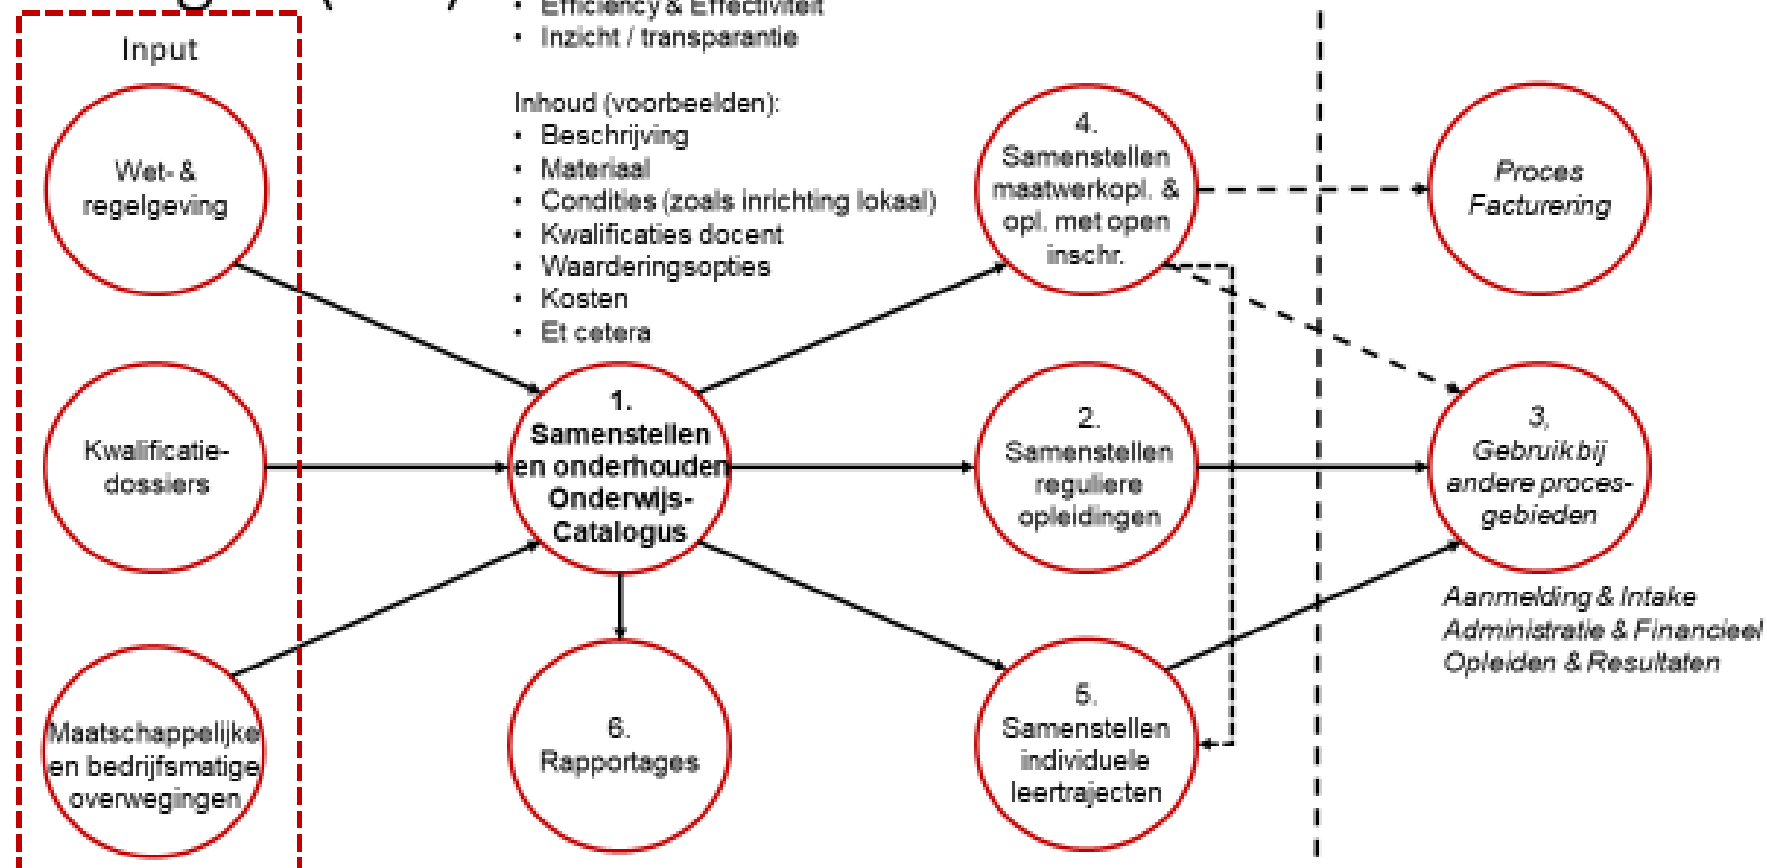 Efficiency & Effectiviteit
• Inzicht / transparantie
Input
Inhoud (voorbeelden):
• Beschrijving
• Materiaal
• Condities (zoals inrichting lokaal)
• Kwalificaties docent
• Waarderingsopties
• Kosten
• Et cetera
Wet- &
regelgeving
Kwalificatie-
dossiers
Maatschappelijke
en bedrijfsmatige
overwegingen
1.
Samenstellen
en onderhouden
Onderwijs-
Catalogus
6.
Rapportages
4.
Samenstellen
maatwerkopl. &
opl. met open
inschr.
2.
Samenstellen
reguliere
opleidingen
5.
Samenstellen
individuele
leertrajecten
Proces
Facturering
3.
Gebruik bij
andere proces-
gebieden
Aanmelding & Intake
Administratie & Financieel
Opleiden & Resultaten